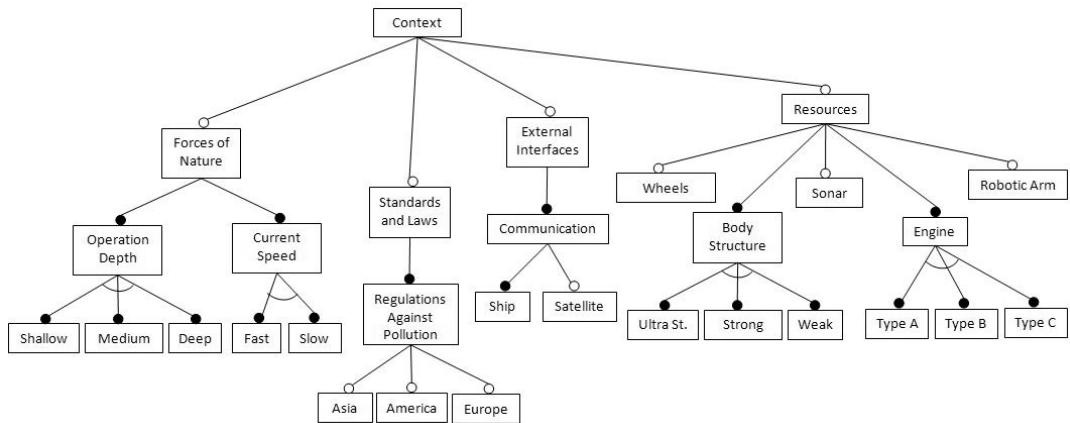 Context
Resources
Forces of
Nature
External
Interfaces
Wheels
Sonar
Robotic Arm
Standards
and Laws
Operation
Depth
Current
Speed
Communication
Body
Structure
Engine
Regulations
Against
Pollution
Ship
Satellite
Shallow
Medium
Deep
Fast
Slow
Ultra St.
Strong
Weak
Type A
Type B
Type C
Asia
America
Europe